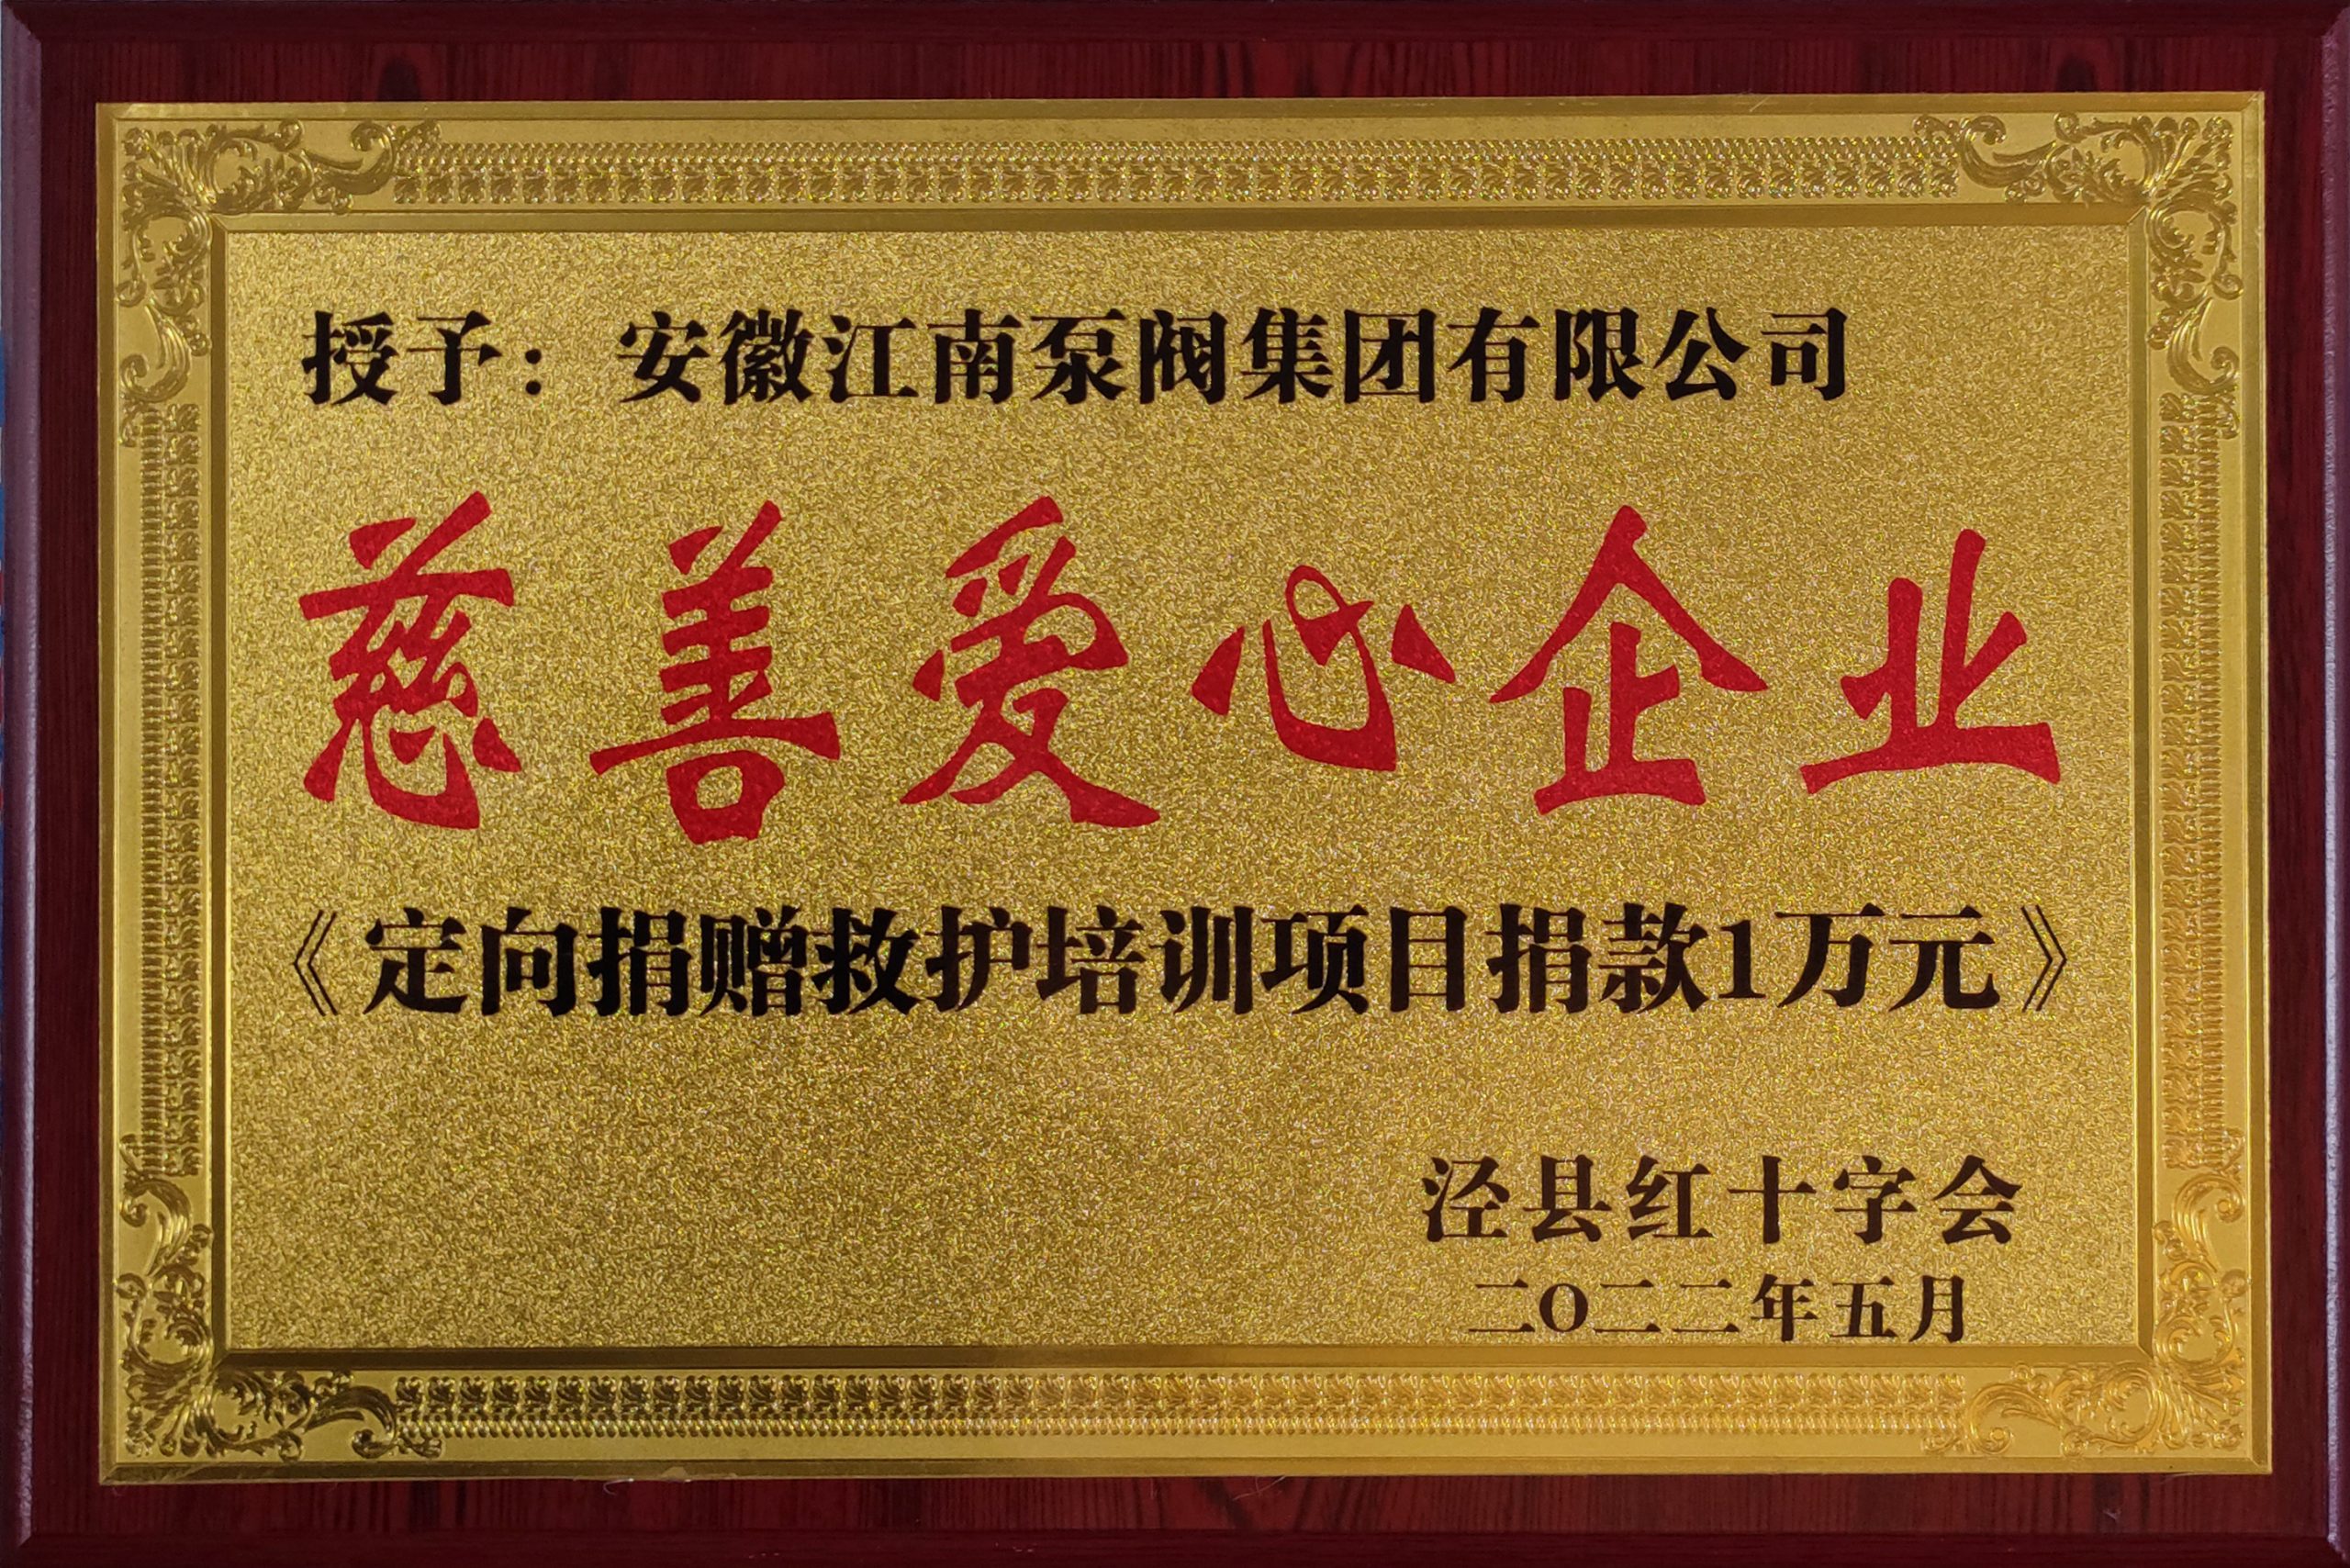 授予：安徽江南泵阀集团有限公司
慈善爱心企业
《定向捐赠救护培训项目捐款1万元》
泾县红十字会
二〇二二年五月